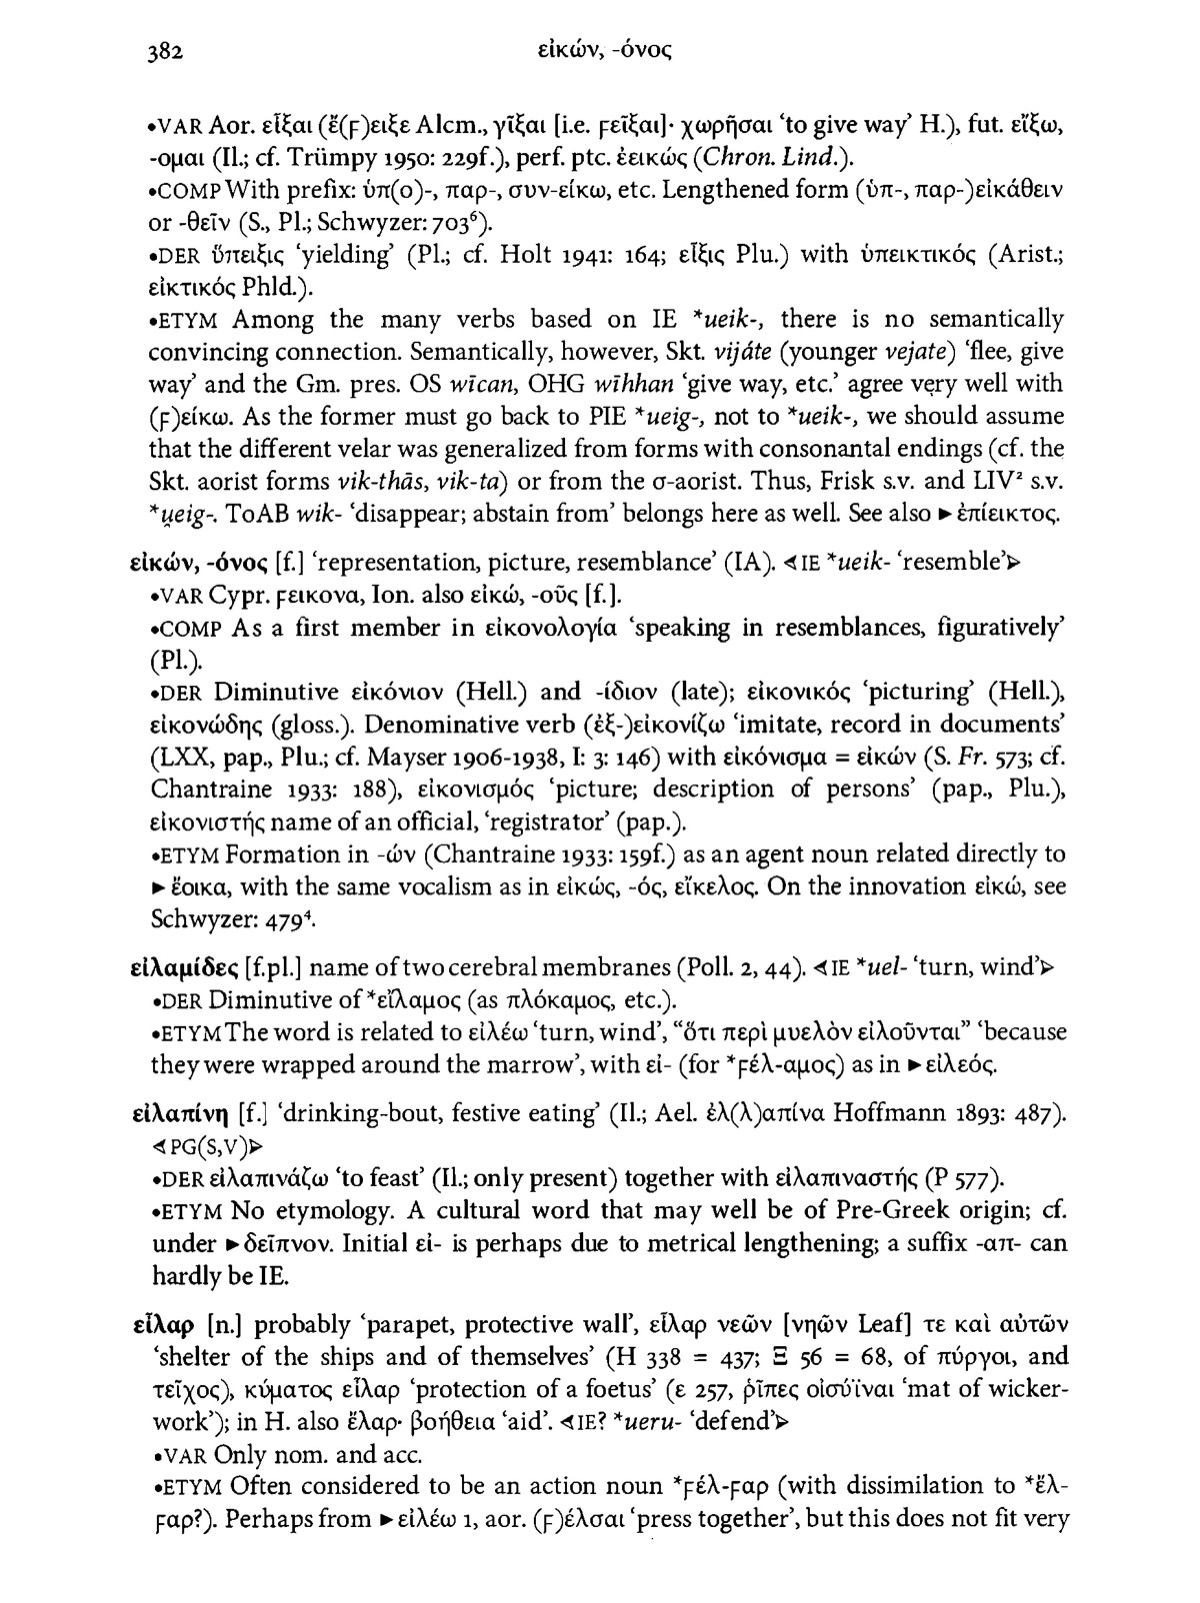 382 εἰκών, -όνος
•VAR Aor. εἶξαι (ἔ(ϝ)ειξε Alcm., γῖξαι [i.e. ϝεῖξαι]· χωρῆσαι ‘to give way’ H.), fut. εἴξω,
-ομαι (Il.; cf. Trümpy 1950: 229f.), perf. ptc. ἐεικώς (Chron. Lind.).
•COMP With prefix: ὑπ(ο)-, παρ-, συν-είκω, etc. Lengthened form (ὑπ-, παρ-)εἰκάθειν
or -θεῖν (S., Pl.; Schwyzer: 703⁶).
•DER ὕπειξις ‘yielding’ (Pl.; cf. Holt 1941: 164; εἶξις Plu.) with ὑπεικτικός (Arist.;
εἰκτικός Phld.).
•ETYM Among the many verbs based on IE *ueik-, there is no semantically
convincing connection. Semantically, however, Skt. vijáte (younger vejate) ‘flee, give
way’ and the Gm. pres. OS wīcan, OHG wīhhan ‘give way, etc.’ agree very well with
(ϝ)είκω. As the former must go back to PIE *ueig-, not to *ueik-, we should assume
that the different velar was generalized from forms with consonantal endings (cf. the
Skt. aorist forms vik-thās, vik-ta) or from the σ-aorist. Thus, Frisk s.v. and LIV² s.v.
*u̯eig-. ToAB wik- ‘disappear; abstain from’ belongs here as well. See also ►ἐπίεικτος.
εἰκών, -όνος [f.] ‘representation, picture, resemblance’ (IA). ⊲IE *ueik- ‘resemble’⊳
•VAR Cypr. ϝεικονα, Ion. also εἰκώ, -οῦς [f.].
•COMP As a first member in εἰκονολογία ‘speaking in resemblances, figuratively’
(Pl.).
•DER Diminutive εἰκόνιον (Hell.) and -ίδιον (late); εἰκονικός ‘picturing’ (Hell.),
εἰκονώδης (gloss.). Denominative verb (ἐξ-)εἰκονίζω ‘imitate, record in documents’
(LXX, pap., Plu.; cf. Mayser 1906-1938, I: 3: 146) with εἰκόνισμα = εἰκών (S. Fr. 573; cf.
Chantraine 1933: 188), εἰκονισμός ‘picture; description of persons’ (pap., Plu.),
εἰκονιστής name of an official, ‘registrator’ (pap.).
•ETYM Formation in -ών (Chantraine 1933: 159f.) as an agent noun related directly to
►ἔοικα, with the same vocalism as in εἰκώς, -ός, εἴκελος. On the innovation εἰκώ, see
Schwyzer: 479⁴.
εἰλαμίδες [f.pl.] name of two cerebral membranes (Poll. 2, 44). ⊲IE *uel- ‘turn, wind’⊳
•DER Diminutive of *εἴλαμος (as πλόκαμος, etc.).
•ETYM The word is related to εἰλέω ‘turn, wind’, “ὅτι περὶ μυελὸν εἰλοῦνται” ‘because
they were wrapped around the marrow’, with εἰ- (for *ϝέλ-αμος) as in ►εἰλεός.
εἰλαπίνη [f.] ‘drinking-bout, festive eating’ (Il.; Ael. ἐλ(λ)απίνα Hoffmann 1893: 487).
⊲PG(S,V)⊳
•DER εἰλαπινάζω ‘to feast’ (Il.; only present) together with εἰλαπιναστής (Ρ 577).
•ETYM No etymology. A cultural word that may well be of Pre-Greek origin; cf.
under ►δεῖπνον. Initial εἰ- is perhaps due to metrical lengthening; a suffix -απ- can
hardly be IE.
εἶλαρ [n.] probably ‘parapet, protective wall’, εἶλαρ νεῶν [νηῶν Leaf] τε καὶ αὐτῶν
‘shelter of the ships and of themselves’ (Η 338 = 437; Ξ 56 = 68, of πύργοι, and
τεῖχος), κύματος εἶλαρ ‘protection of a foetus’ (ε 257, ῥῖπες οἰσύϊναι ‘mat of wicker-
work’); in H. also ἔλαρ· βοήθεια ‘aid’. ⊲IE? *ueru- ‘defend’⊳
•VAR Only nom. and acc.
•ETYM Often considered to be an action noun *ϝέλ-ϝαρ (with dissimilation to *ἔλ-
ϝαρ?). Perhaps from ►εἰλέω 1, aor. (ϝ)έλσαι ‘press together’, but this does not fit very